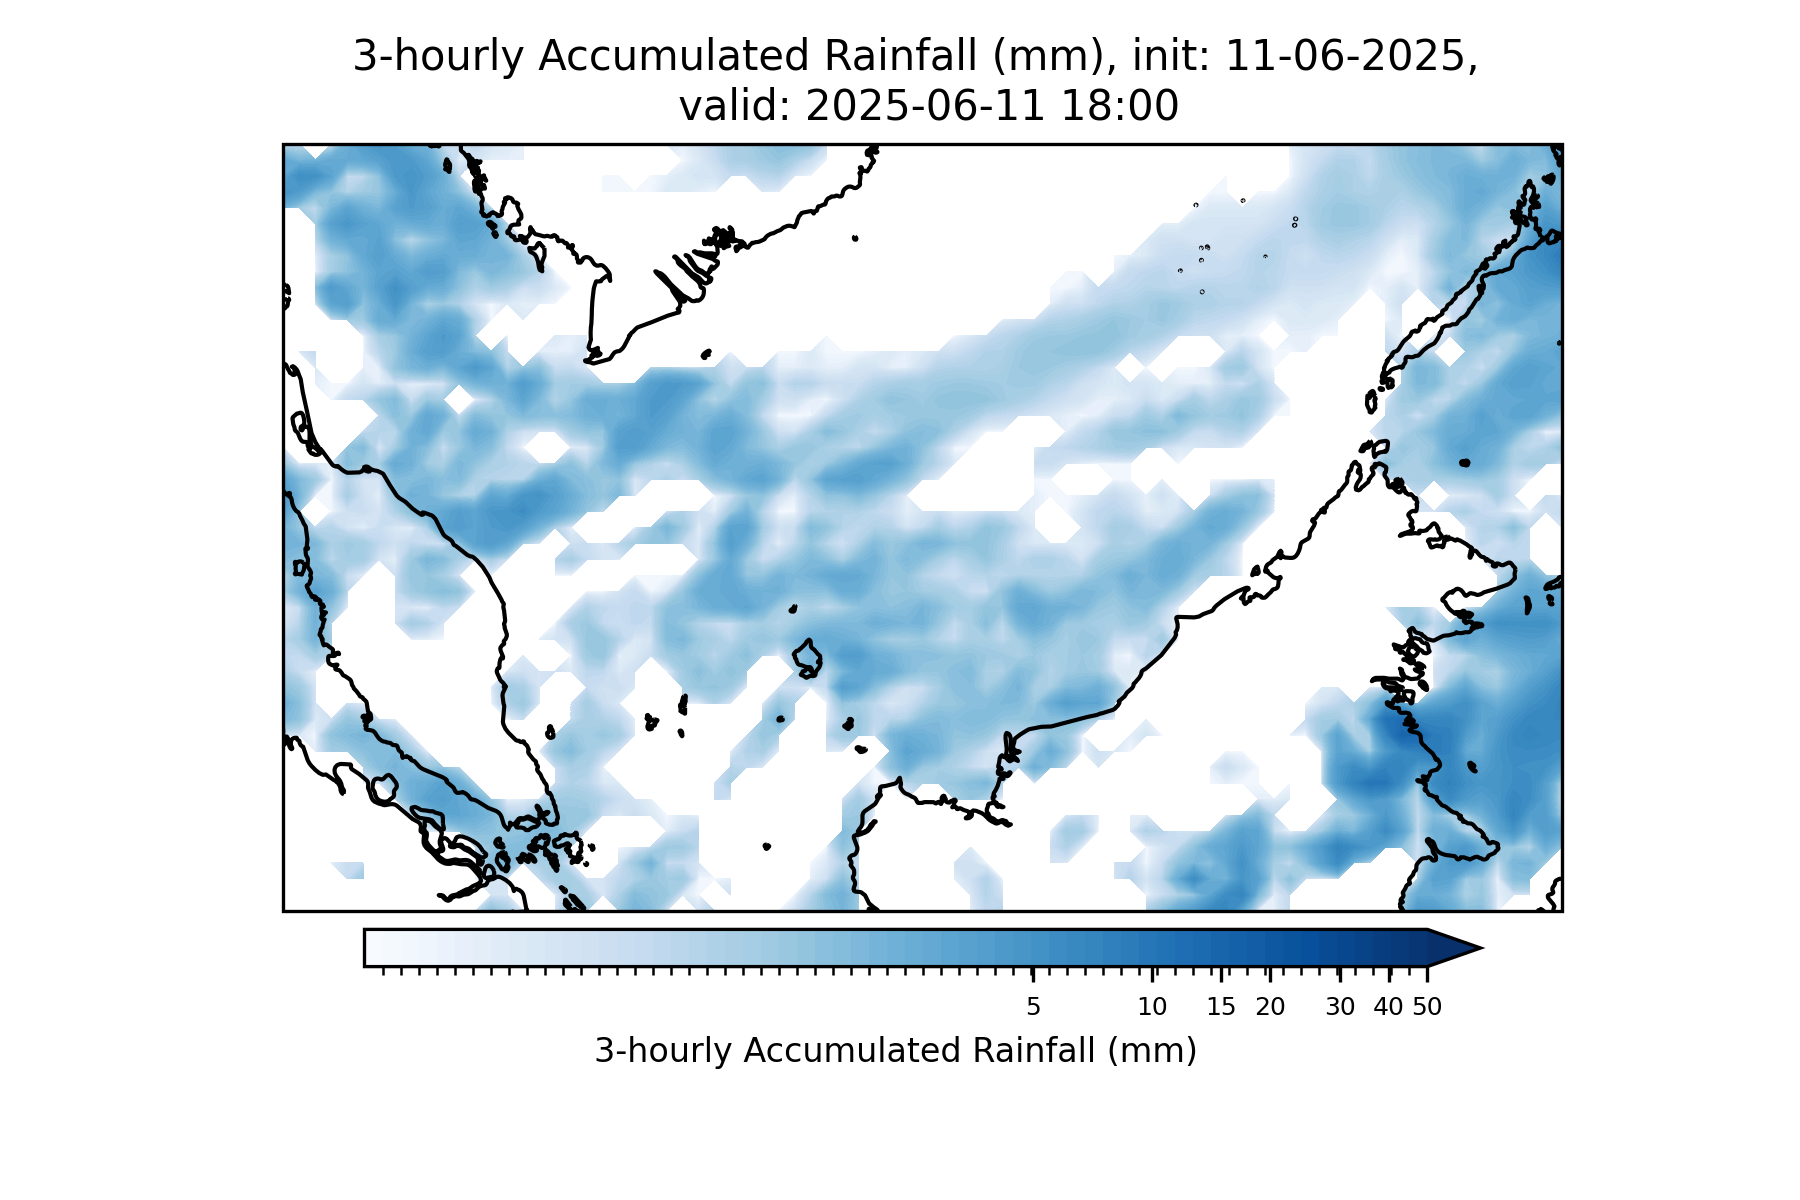 3-hourly Accumulated Rainfall (mm), init: 11-06-2025,
valid: 2025-06-11 18:00
5 10 15 20 30 40 50
3-hourly Accumulated Rainfall (mm)